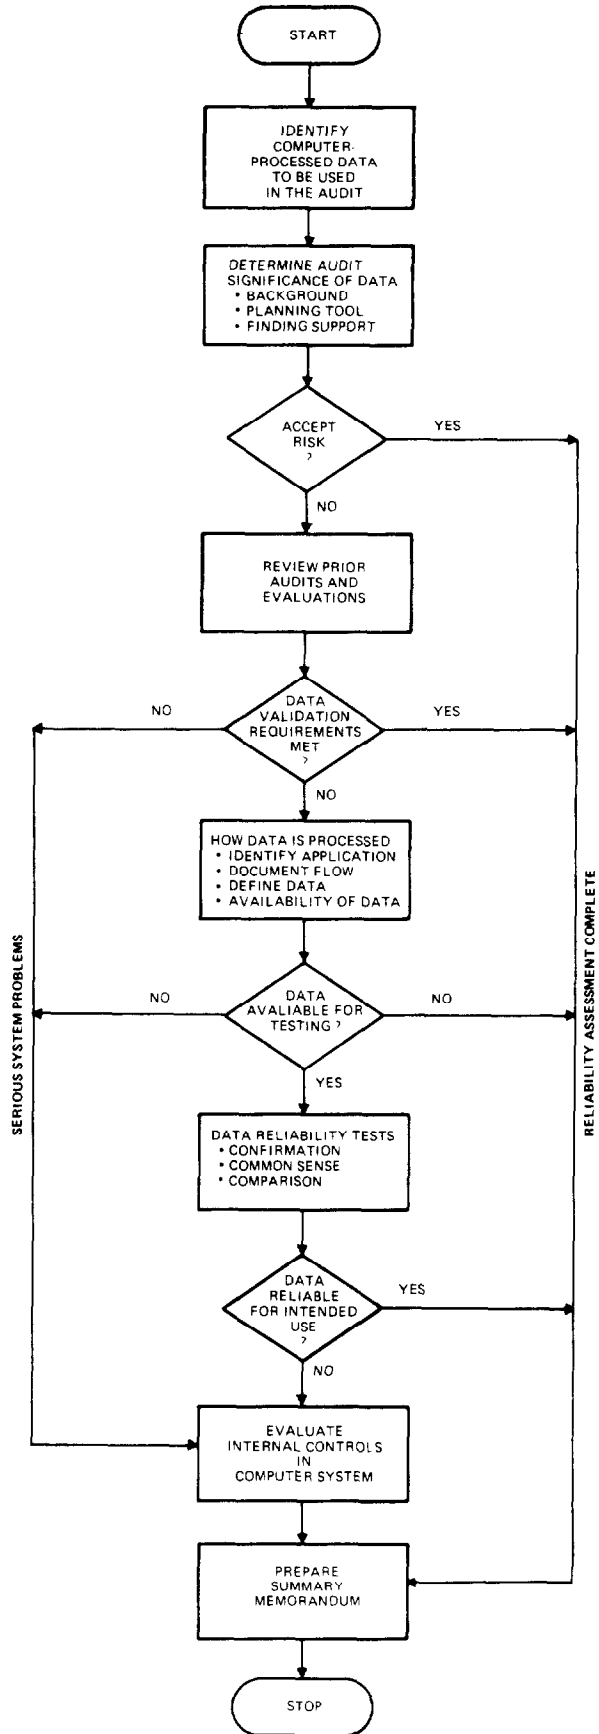 START
IDENTIFY
COMPUTER-
PROCESSED DATA
TO BE USED
IN THE AUDIT
DETERMINE AUDIT
SIGNIFICANCE OF DATA
• BACKGROUND
• PLANNING TOOL
• FINDING SUPPORT
ACCEPT
RISK
?
YES
NO
REVIEW PRIOR
AUDITS AND
EVALUATIONS
NO
DATA
VALIDATION
REQUIREMENTS
MET
?
YES
NO
HOW DATA IS PROCESSED
• IDENTIFY APPLICATION
• DOCUMENT FLOW
• DEFINE DATA
• AVAILABILITY OF DATA
SERIOUS SYSTEM PROBLEMS
RELIABILITY ASSESSMENT COMPLETE
NO
DATA
AVALIABLE FOR
TESTING ?
NO
YES
DATA RELIABILITY TESTS
• CONFIRMATION
• COMMON SENSE
• COMPARISON
DATA
RELIABLE
FOR INTENDED
USE
?
YES
NO
EVALUATE
INTERNAL CONTROLS
IN
COMPUTER SYSTEM
PREPARE
SUMMARY
MEMORANDUM
STOP